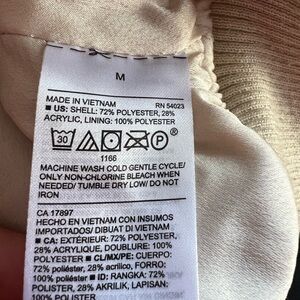 M
MADE IN VIETNAM RN 54023
■ US: SHELL: 72% POLYESTER, 28%
ACRYLIC, LINING: 100% POLYESTER
30 P
1166
MACHINE WASH COLD GENTLE CYCLE/
ONLY NON-CHLORINE BLEACH WHEN
NEEDED/ TUMBLE DRY LOW/ DO NOT
IRON
CA 17897
HECHO EN VIETNAM CON INSUMOS
IMPORTADOS/ DIBUAT DI VIETNAM
■ CA: EXTÉRIEUR: 72% POLYESTER,
28% ACRYLIQUE, DOUBLURE: 100%
POLYESTER ■ CL/MX/PE: CUERPO:
72% poliéster, 28% acrílico, FORRO:
100% poliéster ■ ID: RANGKA: 72%
POLIESTER, 28% AKRILIK, LAPISAN:
100% POLIESTER